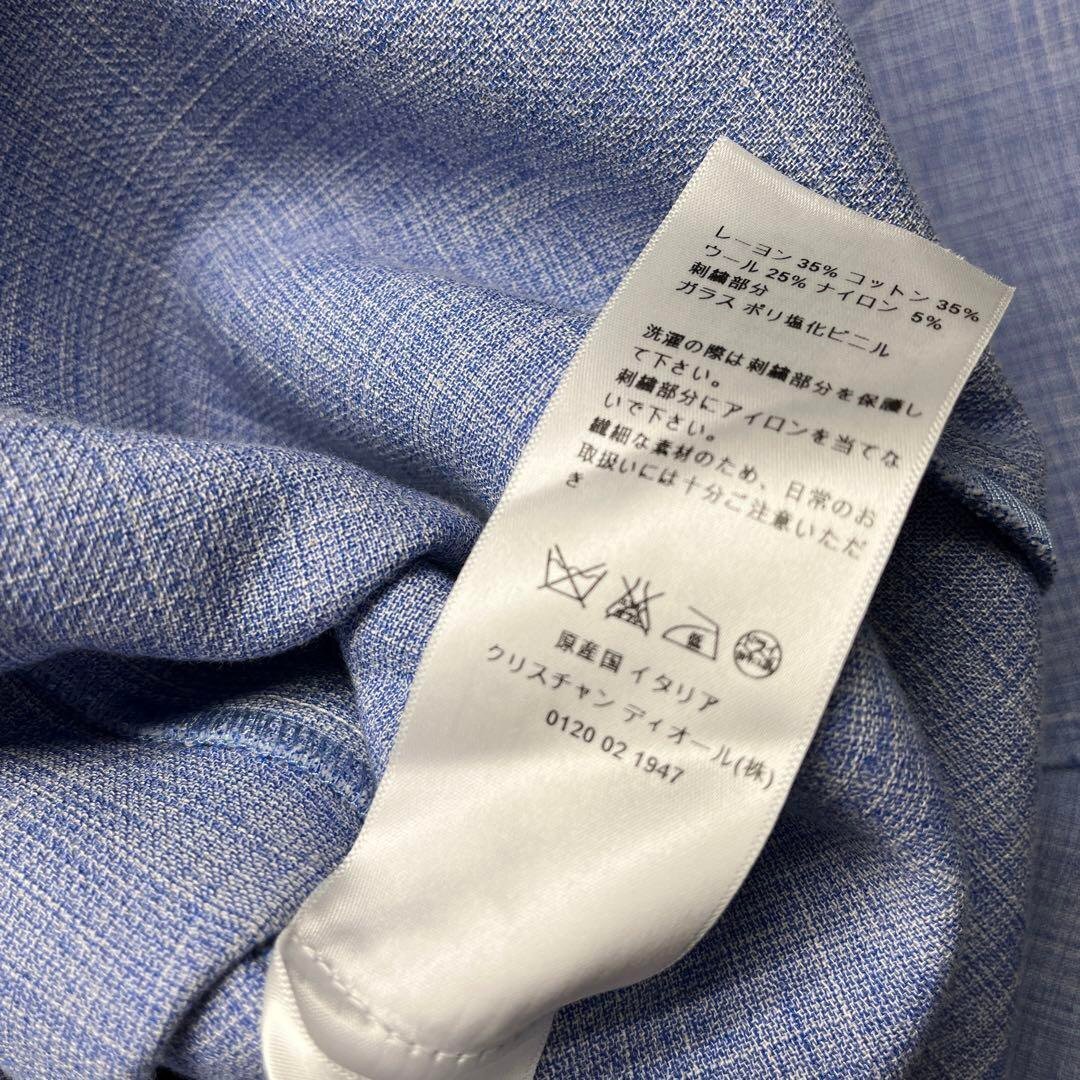 レーヨン 35% コットン 35%
ウール 25% ナイロン 5%
刺繍部分
ガラス ポリ塩化ビニル
洗濯の際は刺繍部分を保護し
て下さい。
刺繍部分にアイロンを当てな
いで下さい。
繊細な素材のため、日常のお
取扱いには十分ご注意いただ
き
低
ドライ
原産国 イタリア
クリスチャン ディオール(株)
0120 02 1947